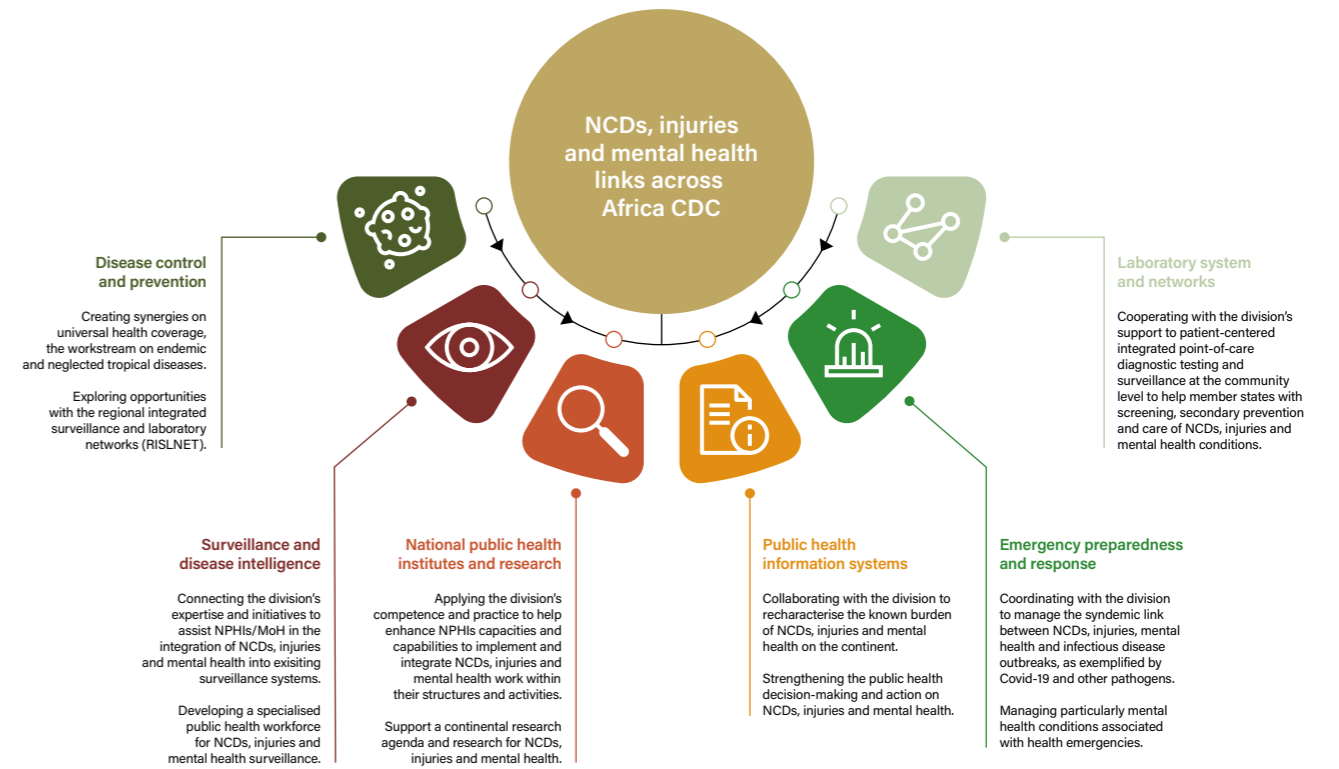 NCDs, injuries
and mental health
links across
Africa CDC
Disease control
and prevention
Creating synergies on
universal health coverage,
the workstream on endemic
and neglected tropical diseases.
Exploring opportunities
with the regional integrated
surveillance and laboratory
networks (RISLNET).
Surveillance and
disease intelligence
Connecting the division's
expertise and initiatives to
assist NPHIs/MoH in the
integration of NCDs, injuries
and mental health into exisiting
surveillance systems.
Developing a specialised
public health workforce
for NCDs, injuries and
mental health surveillance.
National public health
institutes and research
Applying the division's
competence and practice to help
enhance NPHIs capacities and
capabilities to implement and
integrate NCDs, injuries and
mental health work within
their structures and activities.
Support a continental research
agenda and research for NCDs,
injuries and mental health.
Public health
information systems
Collaborating with the division to
recharacterise the known burden
of NCDs, injuries and mental
health on the continent.
Strengthening the public health
decision-making and action on
NCDs, injuries and mental health.
Emergency preparedness
and response
Coordinating with the division
to manage the syndemic link
between NCDs, injuries, mental
health and infectious disease
outbreaks, as exemplified by
Covid-19 and other pathogens.
Managing particularly mental
health conditions associated
with health emergencies.
Laboratory system
and networks
Cooperating with the division's
support to patient-centered
integrated point-of-care
diagnostic testing and
surveillance at the community
level to help member states with
screening, secondary prevention
and care of NCDs, injuries and
mental health conditions.